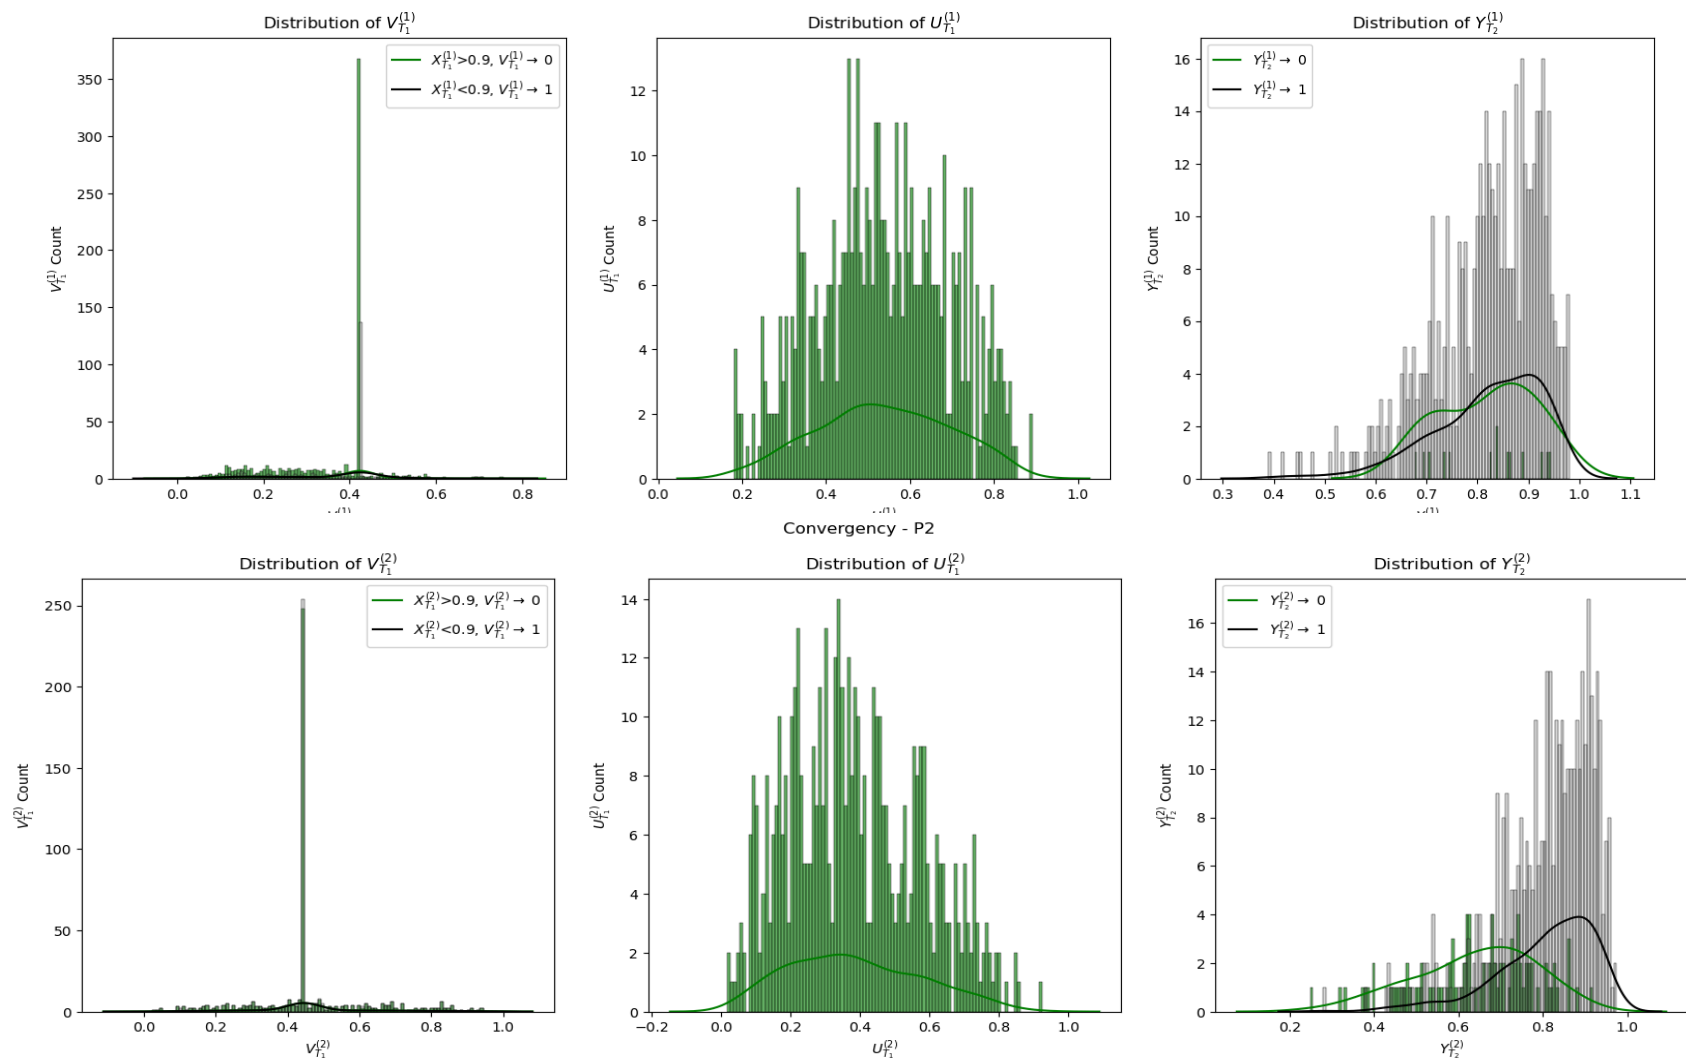 Distribution of $V_{T_1}^{(1)}$
$X_{T_1}^{(1)}$>0.9, $V_{T_1}^{(1)}$→ 0
$X_{T_1}^{(1)}$<0.9, $V_{T_1}^{(1)}$→ 1
$V_{T_1}^{(1)}$ Count
350
300
250
200
150
100
50
0
0.0 0.2 0.4 0.6 0.8
Distribution of $U_{T_1}^{(1)}$
$U_{T_1}^{(1)}$ Count
12
10
8
6
4
2
0
0.0 0.2 0.4 0.6 0.8 1.0
Distribution of $Y_{T_2}^{(1)}$
$Y_{T_2}^{(1)}$→ 0
$Y_{T_2}^{(1)}$→ 1
$Y_{T_2}^{(1)}$ Count
16
14
12
10
8
6
4
2
0
0.3 0.4 0.5 0.6 0.7 0.8 0.9 1.0 1.1
Convergency - P2
Distribution of $V_{T_1}^{(2)}$
$X_{T_1}^{(2)}$>0.9, $V_{T_1}^{(2)}$→ 0
$X_{T_1}^{(2)}$<0.9, $V_{T_1}^{(2)}$→ 1
$V_{T_1}^{(2)}$ Count
250
200
150
100
50
0
0.0 0.2 0.4 0.6 0.8 1.0
$V_{T_1}^{(2)}$
Distribution of $U_{T_1}^{(2)}$
$U_{T_1}^{(2)}$ Count
14
12
10
8
6
4
2
0
−0.2 0.0 0.2 0.4 0.6 0.8 1.0
$U_{T_1}^{(2)}$
Distribution of $Y_{T_2}^{(2)}$
$Y_{T_2}^{(2)}$→ 0
$Y_{T_2}^{(2)}$→ 1
$Y_{T_2}^{(2)}$ Count
16
14
12
10
8
6
4
2
0
0.2 0.4 0.6 0.8 1.0
$Y_{T_2}^{(2)}$